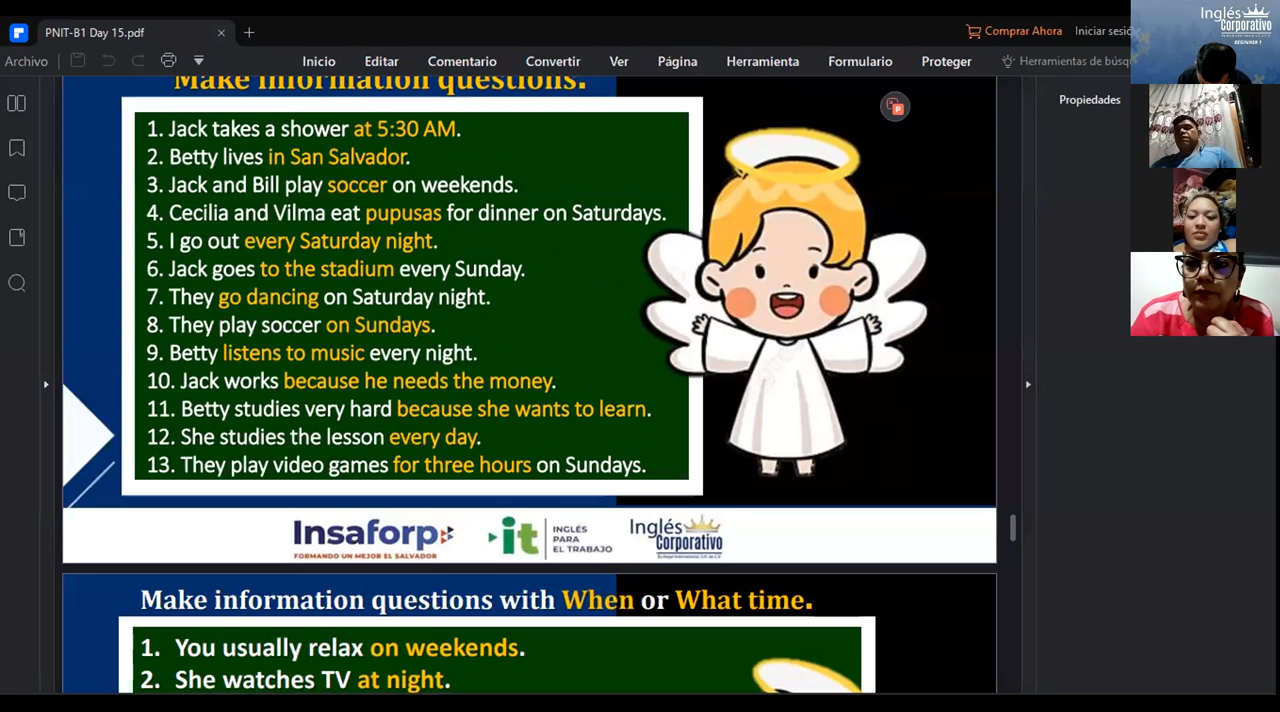 PNIT-B1 Day 15.pdf
Comprar Ahora
Iniciar sesió
Archivo
Inicio Editar Comentario Convertir Ver Página Herramienta Formulario Proteger Herramientas de búsq
Propiedades
Inglés
Corporativo
BEGINNER 1
Make information questions.
1. Jack takes a shower at 5:30 AM.
2. Betty lives in San Salvador.
3. Jack and Bill play soccer on weekends.
4. Cecilia and Vilma eat pupusas for dinner on Saturdays.
5. I go out every Saturday night.
6. Jack goes to the stadium every Sunday.
7. They go dancing on Saturday night.
8. They play soccer on Sundays.
9. Betty listens to music every night.
10. Jack works because he needs the money.
11. Betty studies very hard because she wants to learn.
12. She studies the lesson every day.
13. They play video games for three hours on Sundays.
Insaforp
FORMANDO UN MEJOR EL SALVADOR
it
INGLÉS
PARA
EL TRABAJO
Inglés
Corporativo
Make information questions with When or What time.
1. You usually relax on weekends.
2. She watches TV at night.